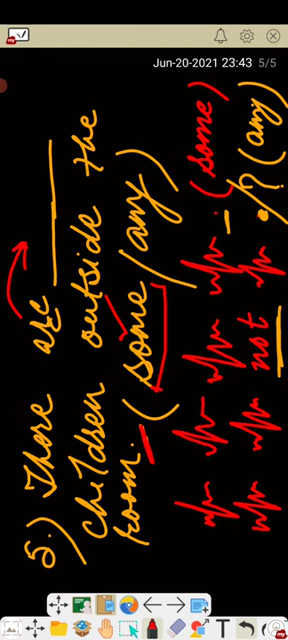 Jun-20-2021 23:43 5/5
5.) There are ____
children outside the
room. (some/any)
. (some)
not ./? (any)